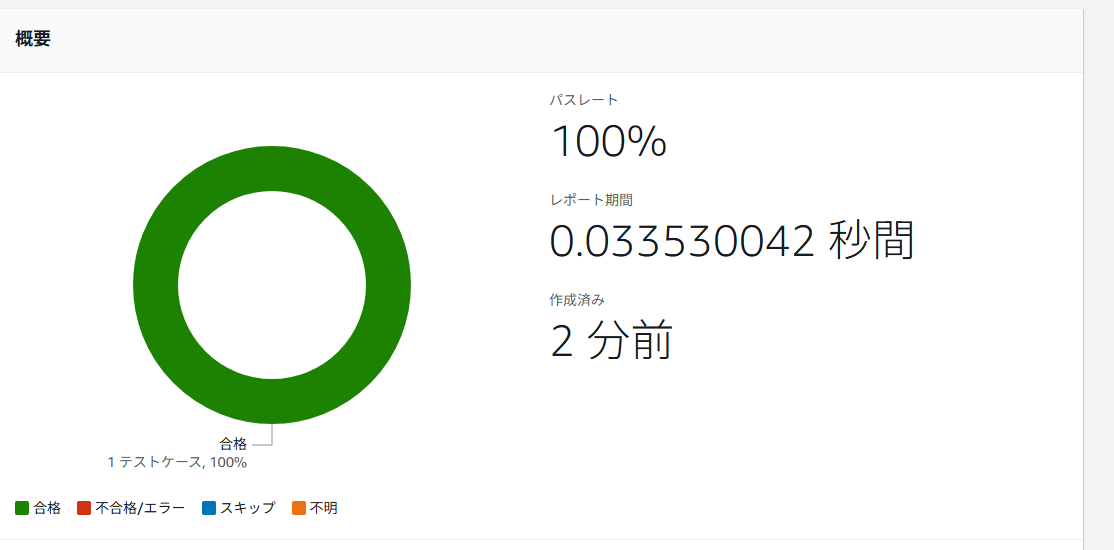 概要
パスレート
100%
レポート期間
0.033530042 秒間
作成済み
2 分前
合格
1 テストケース, 100%
合格 不合格/エラー スキップ 不明